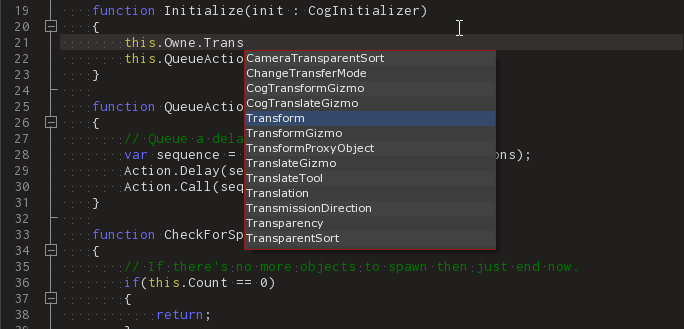 19 function Initialize(init : CogInitializer)
20 {
21 this.Owne.Trans
22 this.QueueActio
23 }
24
25 function QueueActio
26 {
27 // Queue a dela
28 var sequence = ons);
29 Action.Delay(se
30 Action.Call(seq
31 }
32
33 function CheckForSp
34 {
35 // If there's no more objects to spawn then just end now.
36 if(this.Count == 0)
37 {
38 return;
39
CameraTransparentSort
ChangeTransferMode
CogTransformGizmo
CogTranslateGizmo
Transform
TransformGizmo
TransformProxyObject
TranslateGizmo
TranslateTool
Translation
TransmissionDirection
Transparency
TransparentSort